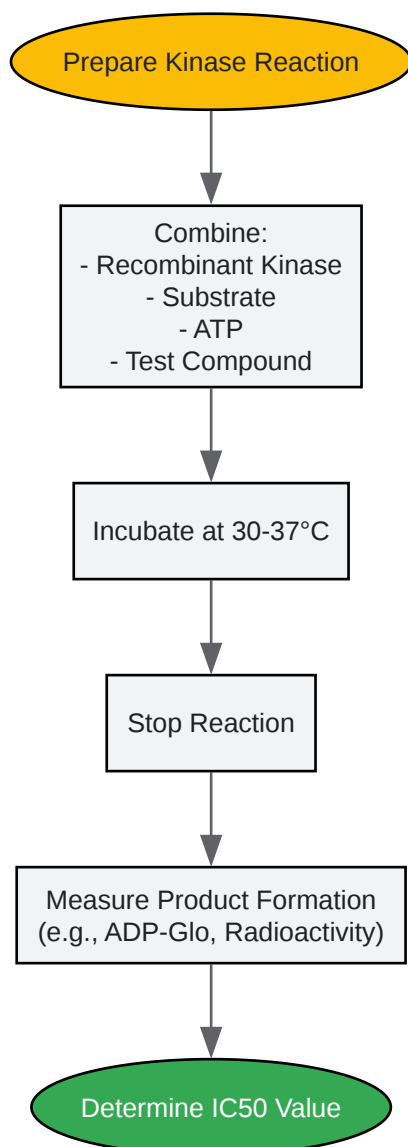 Prepare Kinase Reaction
Combine:
- Recombinant Kinase
- Substrate
- ATP
- Test Compound
Incubate at 30-37°C
Stop Reaction
Measure Product Formation
(e.g., ADP-Glo, Radioactivity)
Determine IC50 Value